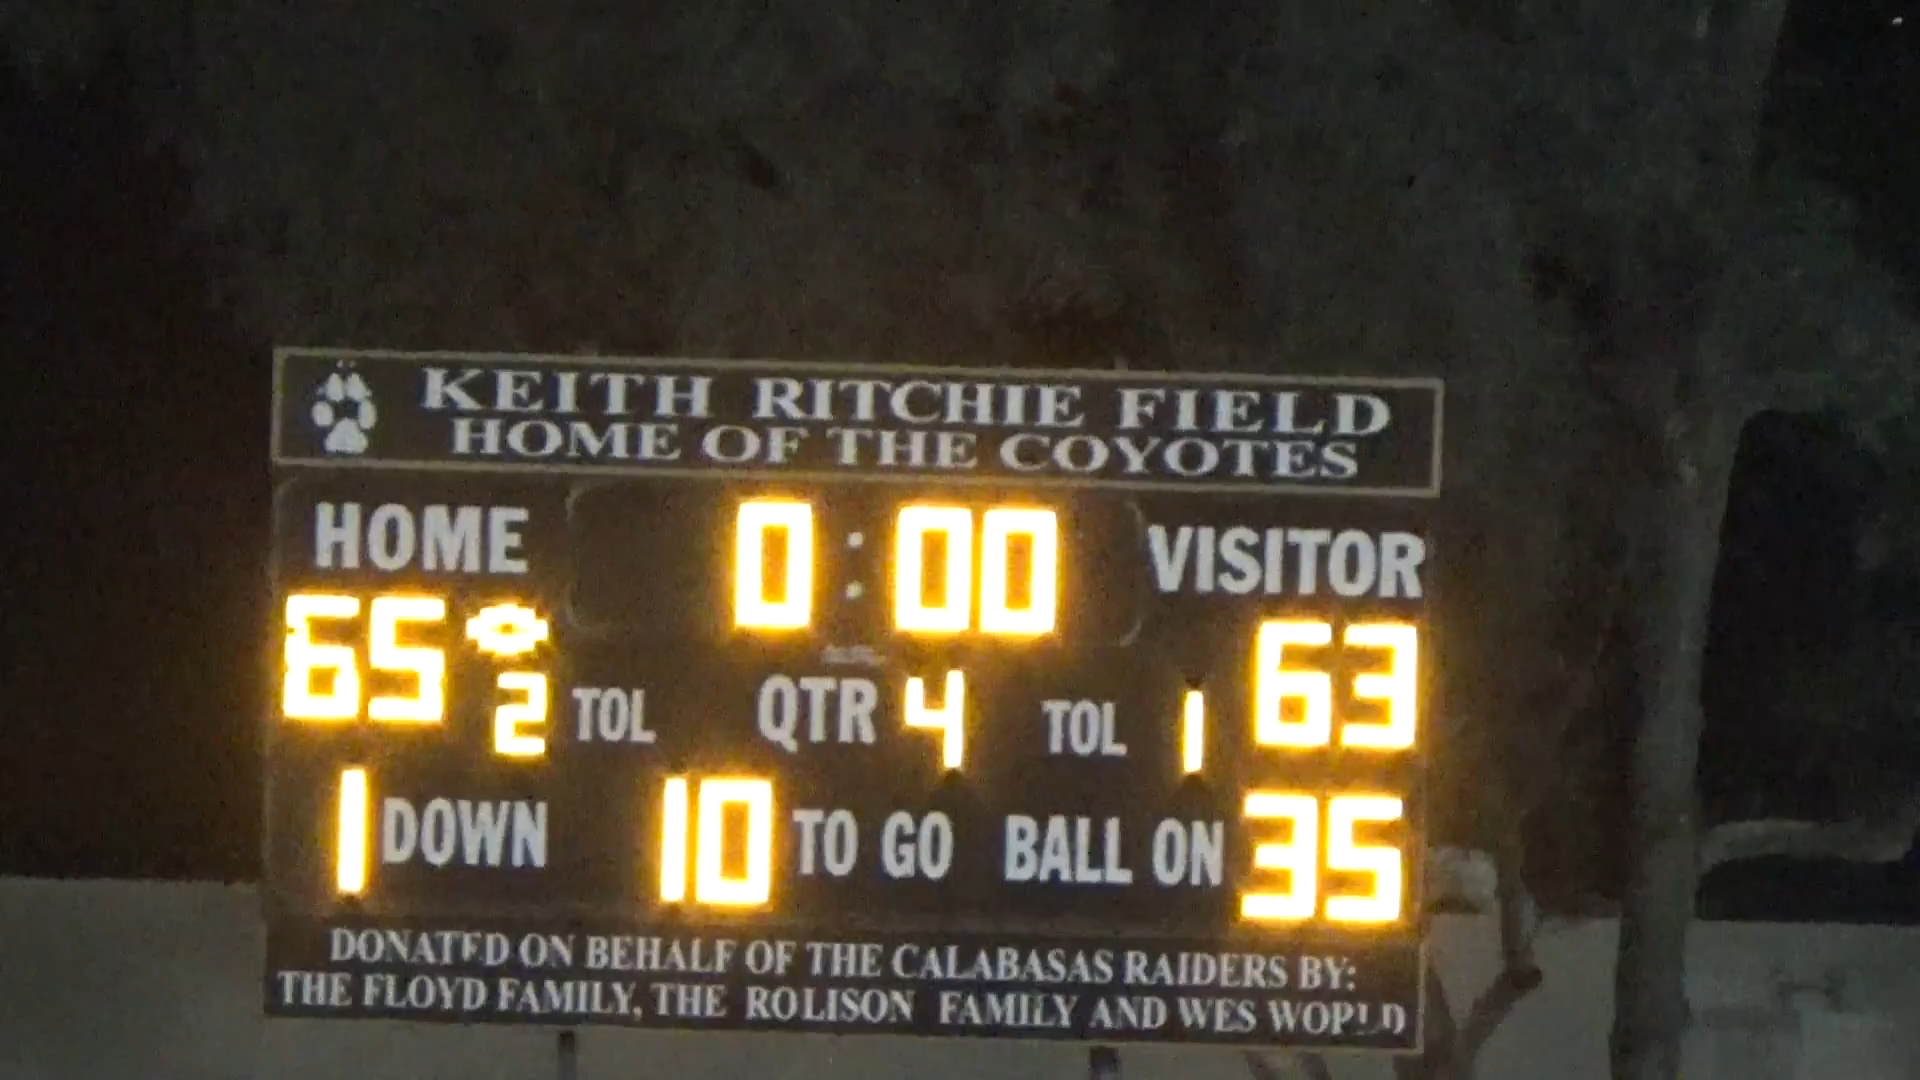 KEITH RITCHIE FIELD
HOME OF THE COYOTES
HOME 0:00 VISITOR
65 63
2 TOL QTR 4 TOL 1
1 DOWN 10 TO GO BALL ON 35
DONATED ON BEHALF OF THE CALABASAS RAIDERS BY:
THE FLOYD FAMILY, THE ROLISON FAMILY AND WES WORLD